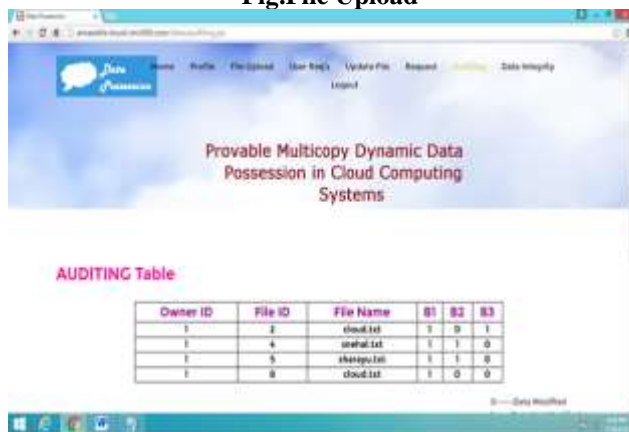 Fig.File Upload
Data
Possession
Home Profile File Upload User Req's Update File Request Auditing Data Integrity
Logout
Provable Multicopy Dynamic Data
Possession in Cloud Computing
Systems
AUDITING Table
Owner ID File ID File Name B1 B2 B3
1 2 cloud.txt 1 0 1
1 4 snehal.txt 1 1 0
1 5 1 1 0
1 8 cloud.txt 1 0 0
0-----Data Modified